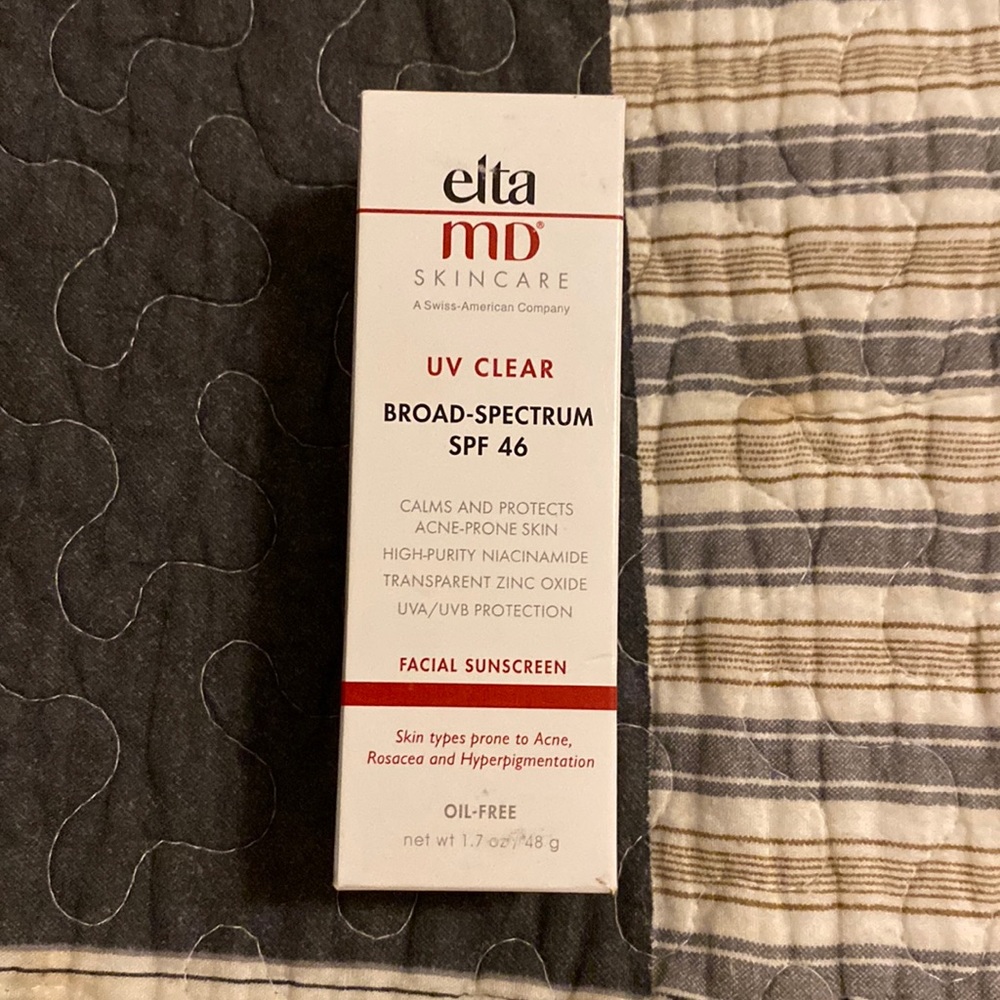 elta
MD®
SKINCARE
A Swiss-American Company
UV CLEAR
BROAD-SPECTRUM
SPF 46
CALMS AND PROTECTS
ACNE-PRONE SKIN
HIGH-PURITY NIACINAMIDE
TRANSPARENT ZINC OXIDE
UVA/UVB PROTECTION
FACIAL SUNSCREEN
Skin types prone to Acne,
Rosacea and Hyperpigmentation
OIL-FREE
net wt 1.7 oz / 48 g